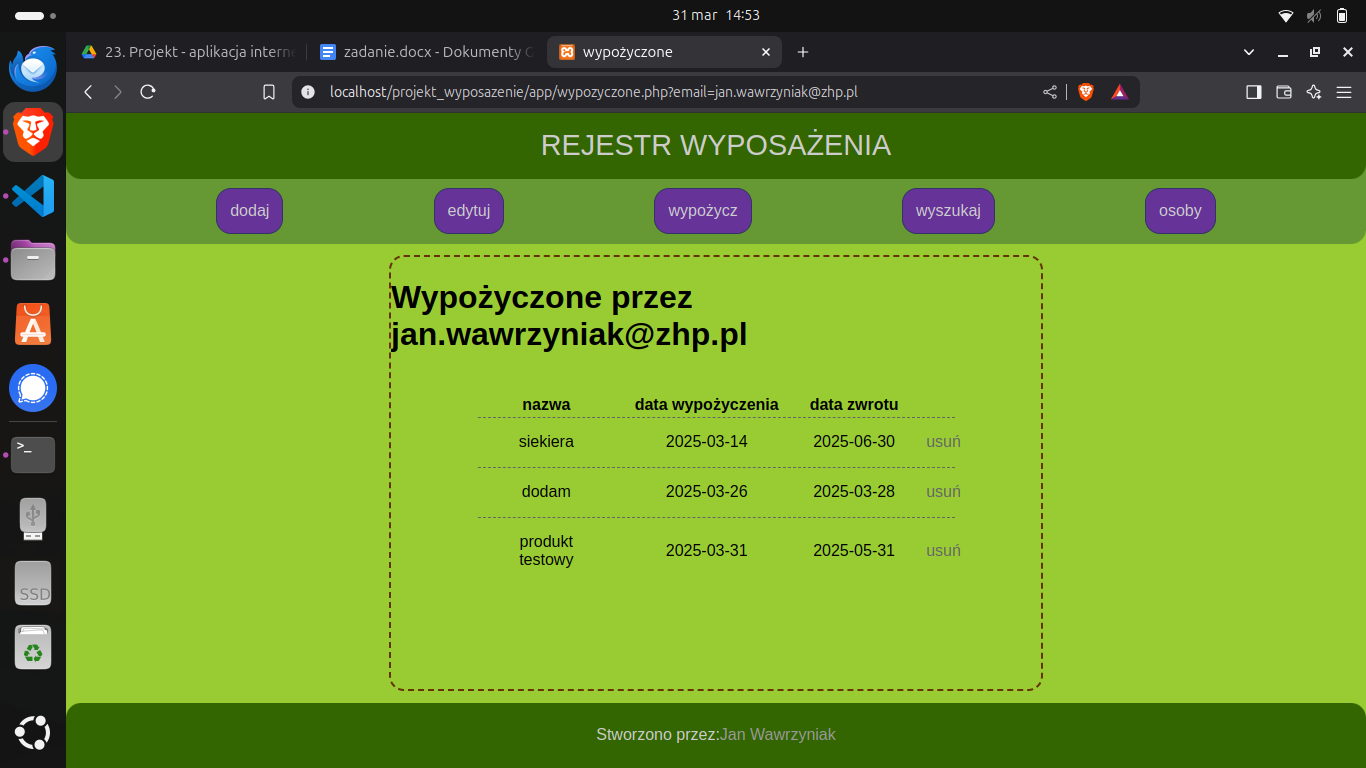 31 mar 14:53
23. Projekt - aplikacja interne
zadanie.docx - Dokumenty G
wypożyczone
localhost/projekt_wyposazenie/app/wypozyczone.php?email=jan.wawrzyniak@zhp.pl
REJESTR WYPOSAŻENIA
dodaj edytuj wypożycz wyszukaj osoby
Wypożyczone przez
jan.wawrzyniak@zhp.pl
nazwa data wypożyczenia data zwrotu
siekiera 2025-03-14 2025-06-30 usuń
dodam 2025-03-26 2025-03-28 usuń
produkt
testowy 2025-03-31 2025-05-31 usuń
>_
SSD
Stworzono przez:Jan Wawrzyniak